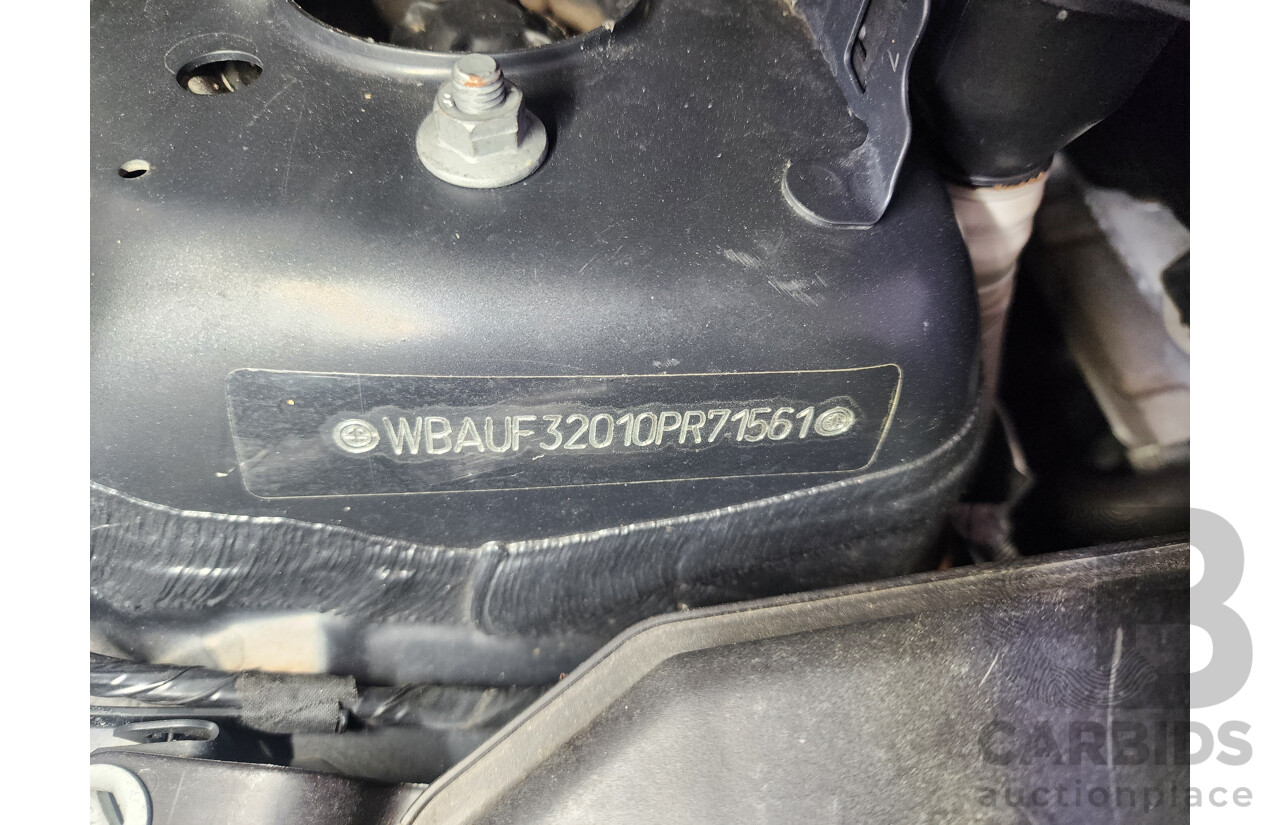 WBAUF32010PR71561
B
CARBIDS
auctionplace